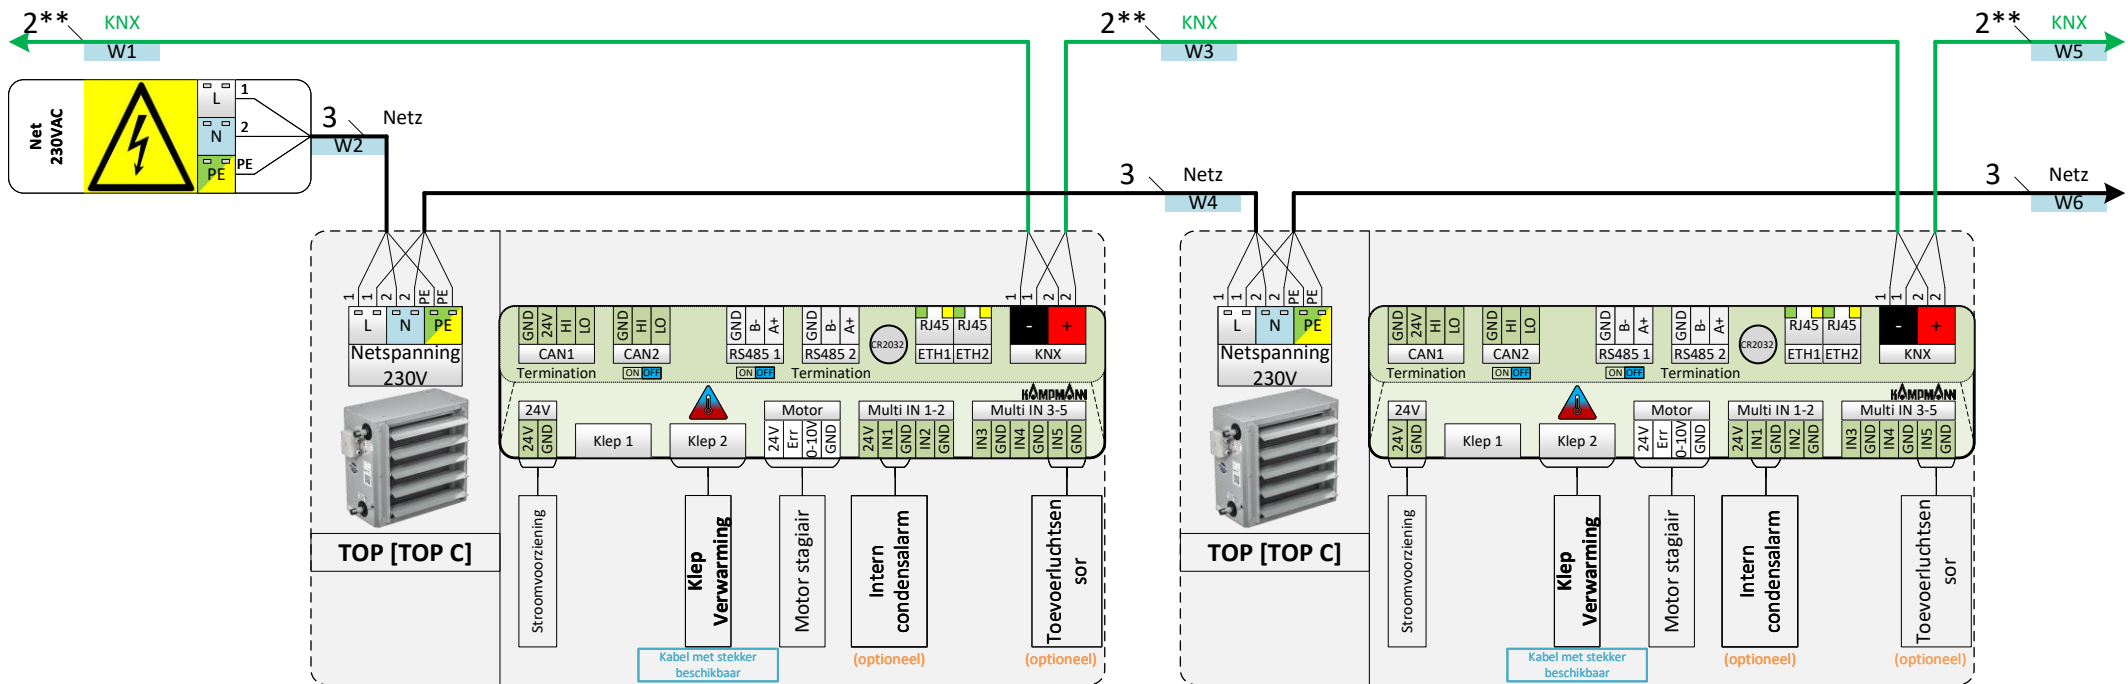 2** KNX
W1
2** KNX
W3
2** KNX
W5
Net
230VAC
L
N
PE
1
2
PE
3 Netz
W2
3 Netz
W4
3 Netz
W6
1 1 2 2 PE PE
L N PE
Netspanning
230V
TOP [TOP C]
GND 24V HI LO
CAN1
GND HI LO
CAN2
GND B- A+
RS485 1
GND B- A+
RS485 2
CR2032
RJ45 RJ45
ETH1 ETH2
1 1 2 2
- +
KNX
Termination
ON OFF
ON OFF
Termination
KAMPMANN
24V
24V GND
Klep 1
Klep 2
Motor
24V Err 0-10V GND
Multi IN 1-2
24V IN1 GND IN2 GND
Multi IN 3-5
IN3 GND IN4 GND IN5 GND
Stroomvoorziening
Klep
Verwarming
Kabel met stekker
beschikbaar
Motor stagiair
Intern
condensalarm
(optioneel)
Toevoerluchtsen
sor
(optioneel)
1 1 2 2 PE PE
L N PE
Netspanning
230V
TOP [TOP C]
GND 24V HI LO
CAN1
GND HI LO
CAN2
GND B- A+
RS485 1
GND B- A+
RS485 2
CR2032
RJ45 RJ45
ETH1 ETH2
1 1 2 2
- +
KNX
Termination
ON OFF
ON OFF
Termination
KAMPMANN
24V
24V GND
Klep 1
Klep 2
Motor
24V Err 0-10V GND
Multi IN 1-2
24V IN1 GND IN2 GND
Multi IN 3-5
IN3 GND IN4 GND IN5 GND
Stroomvoorziening
Klep
Verwarming
Kabel met stekker
beschikbaar
Motor stagiair
Intern
condensalarm
(optioneel)
Toevoerluchtsen
sor
(optioneel)